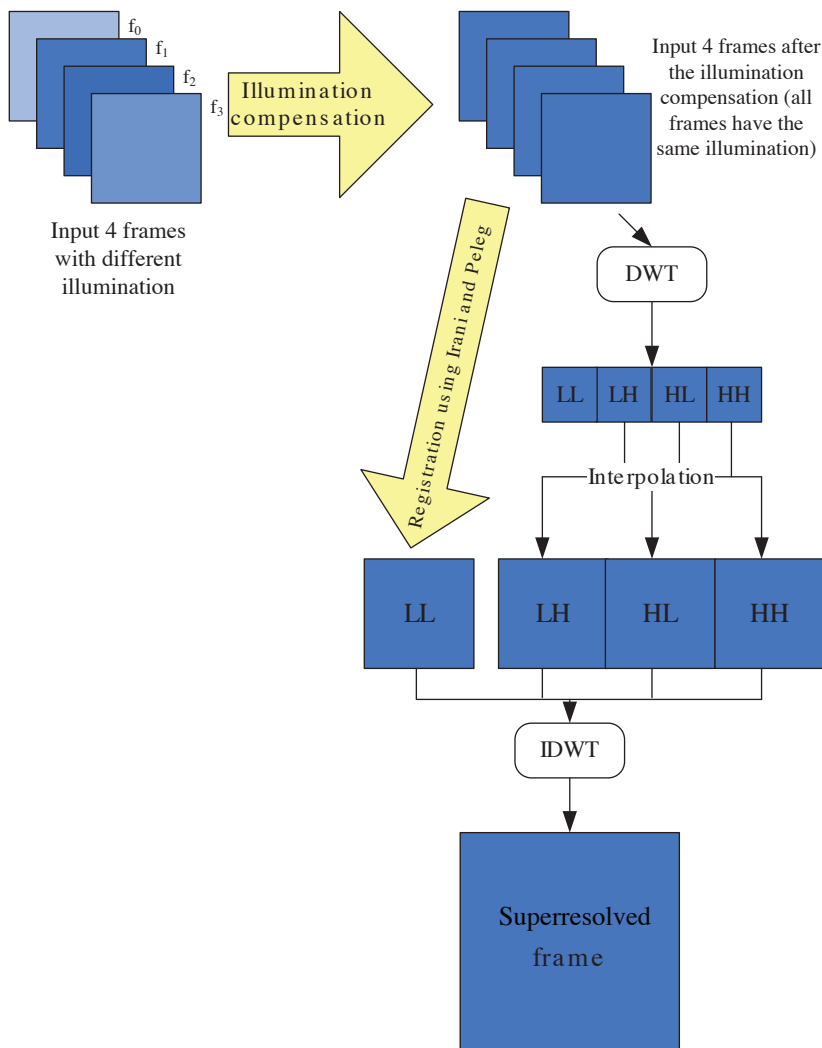 f0
f1
f2
f3
Input 4 frames
with different
illumination
Illumination
compensation
Input 4 frames after
the illumination
compensation (all
frames have the
same illumination)
Registration using Irani and Peleg
DWT
LL
LH
HL
HH
Interpolation
LL
LH
HL
HH
IDWT
Superresolved
frame